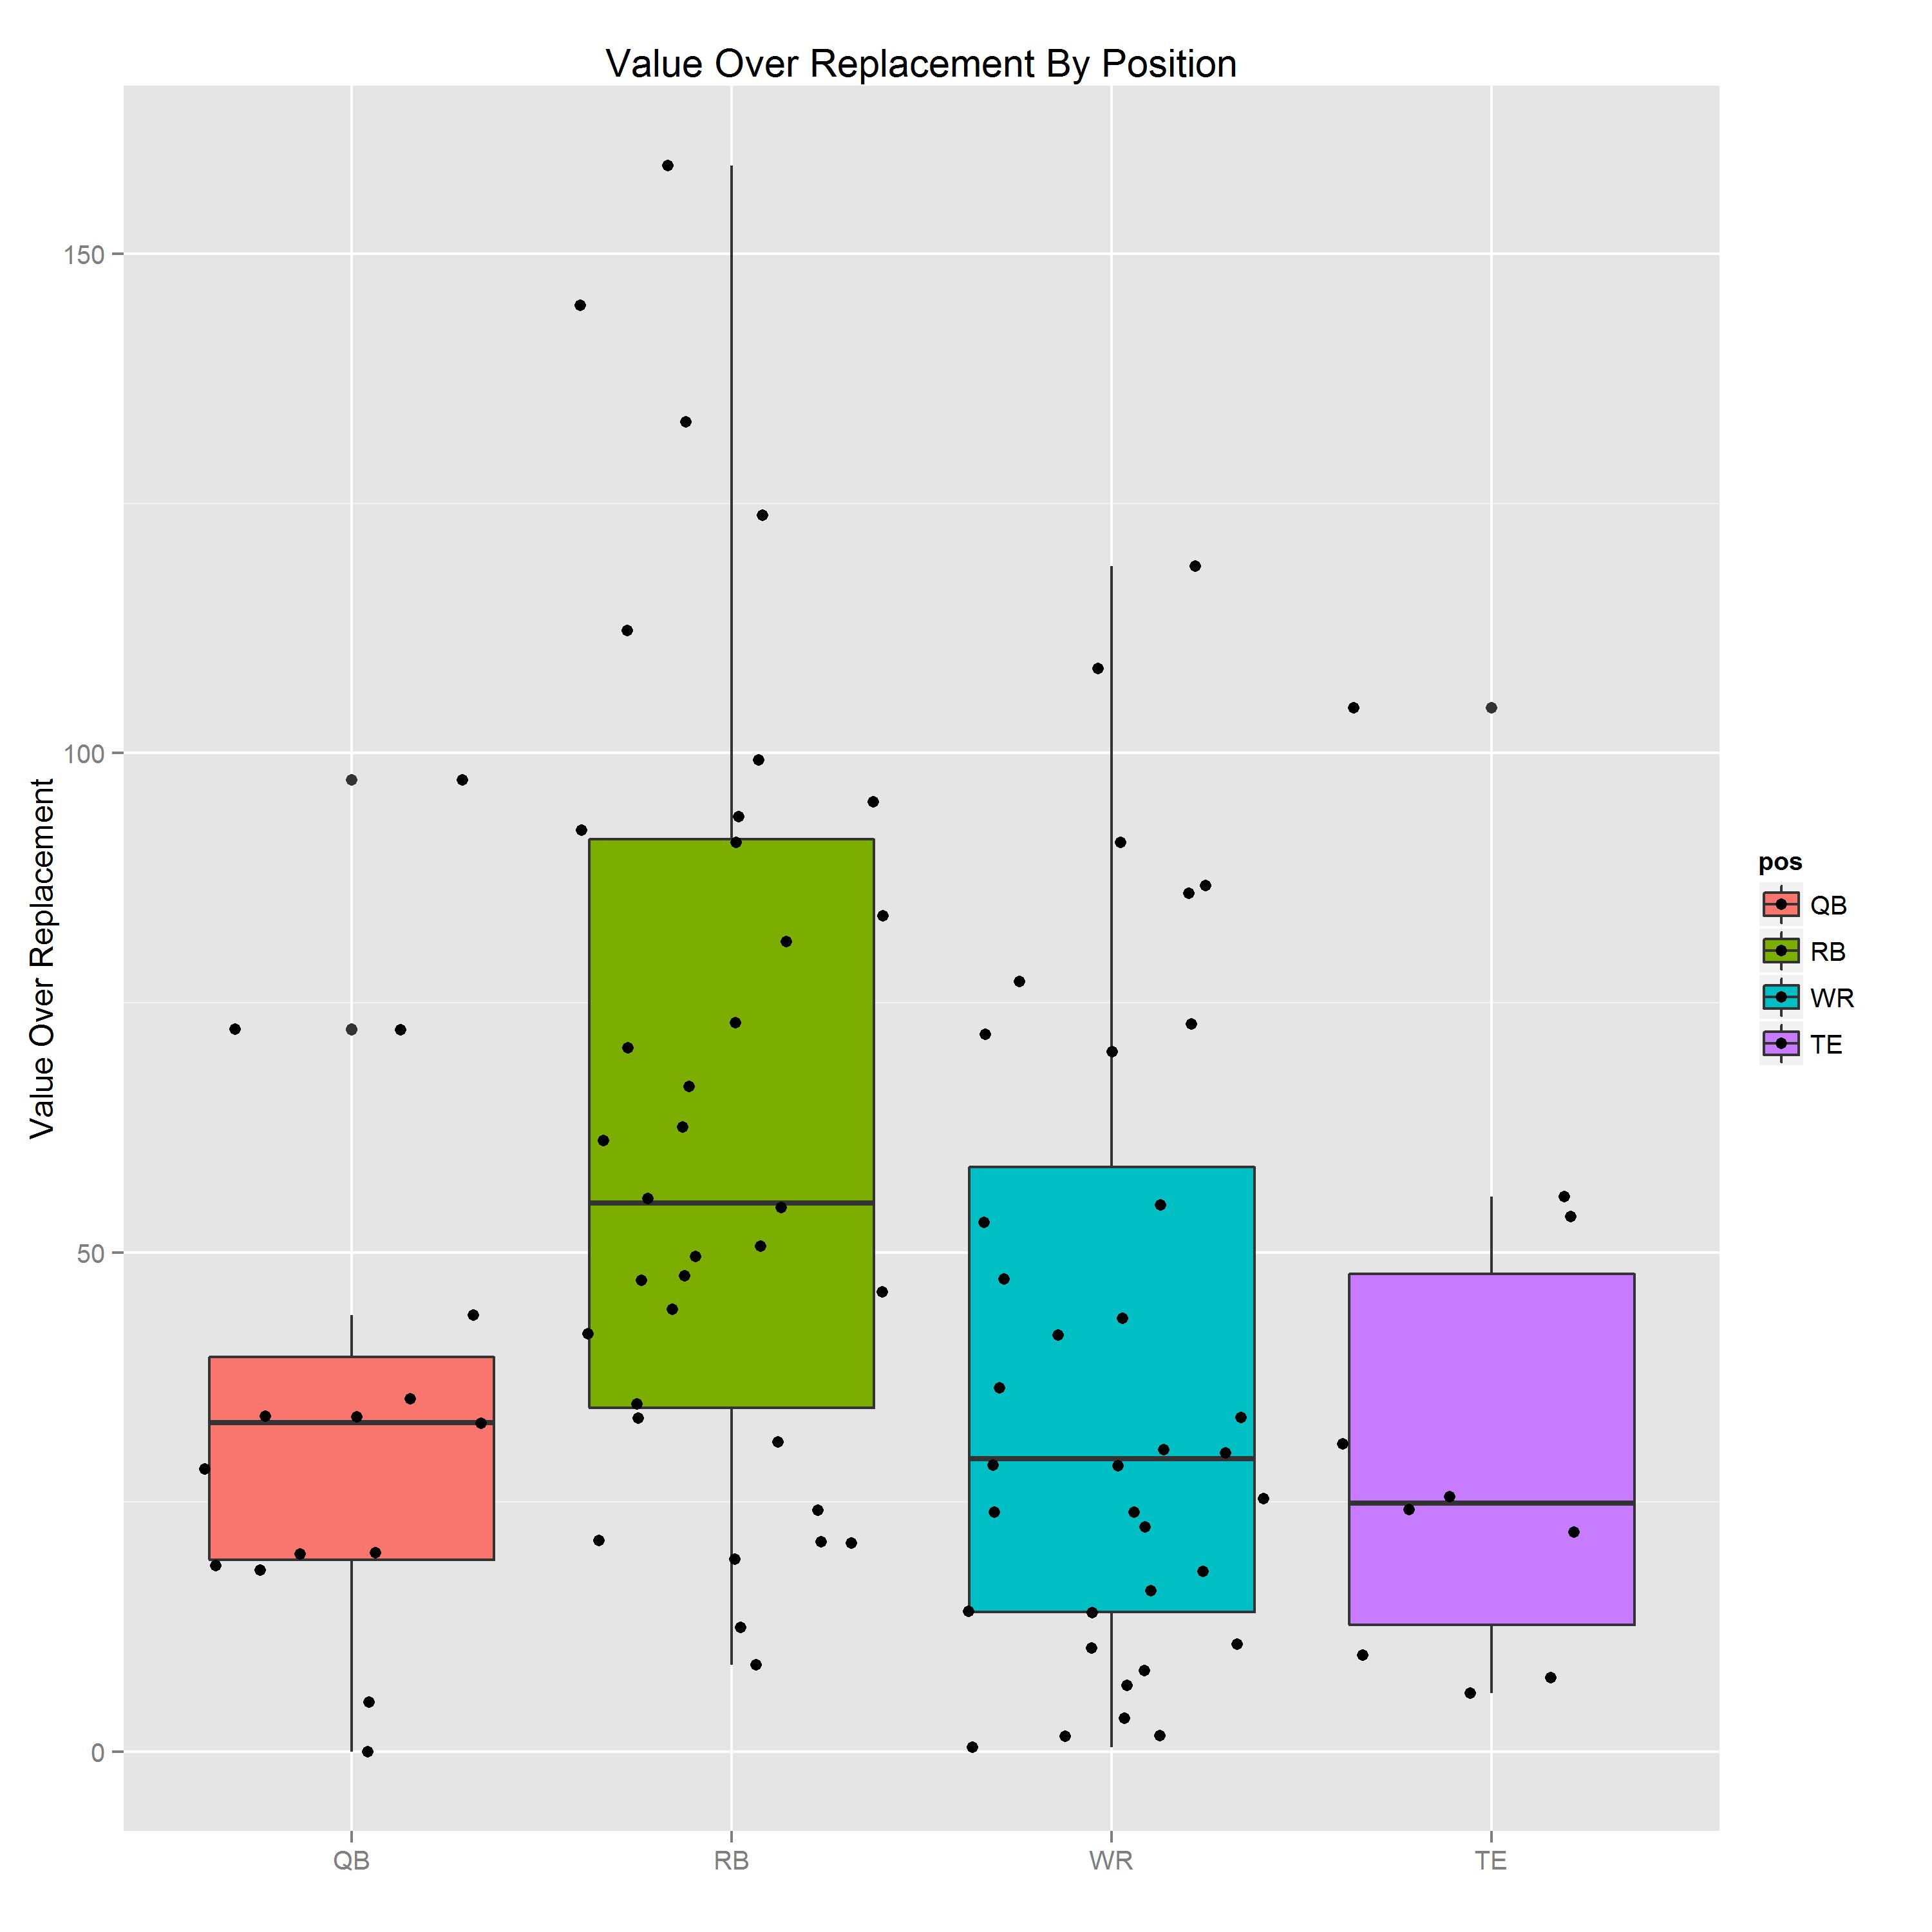 Value Over Replacement By Position
Value Over Replacement
150
100
50
0
QB
RB
WR
TE
pos
QB
RB
WR
TE